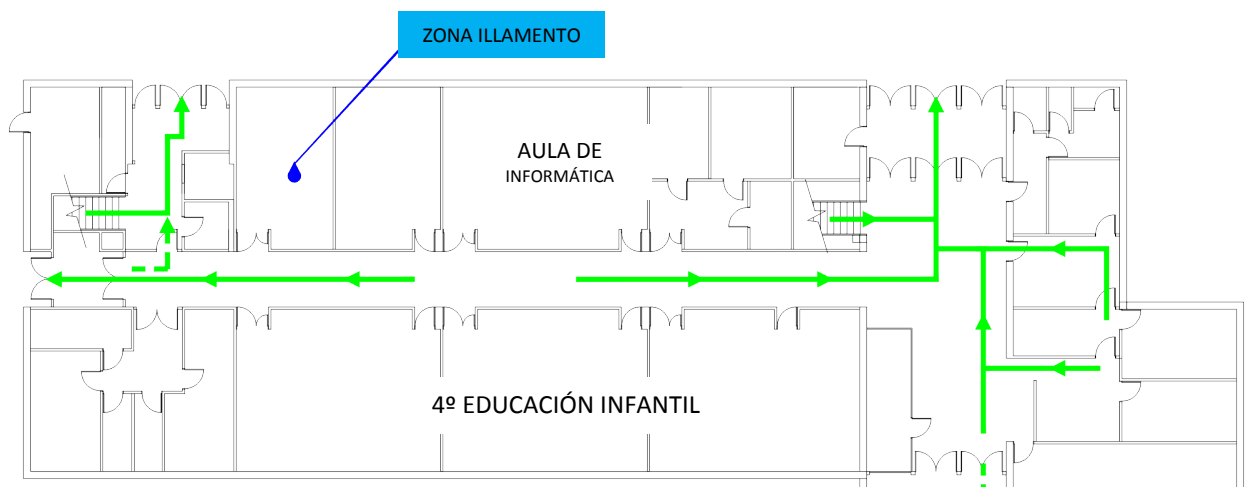 ZONA ILLAMENTO
AULA DE
INFORMÁTICA
4º EDUCACIÓN INFANTIL